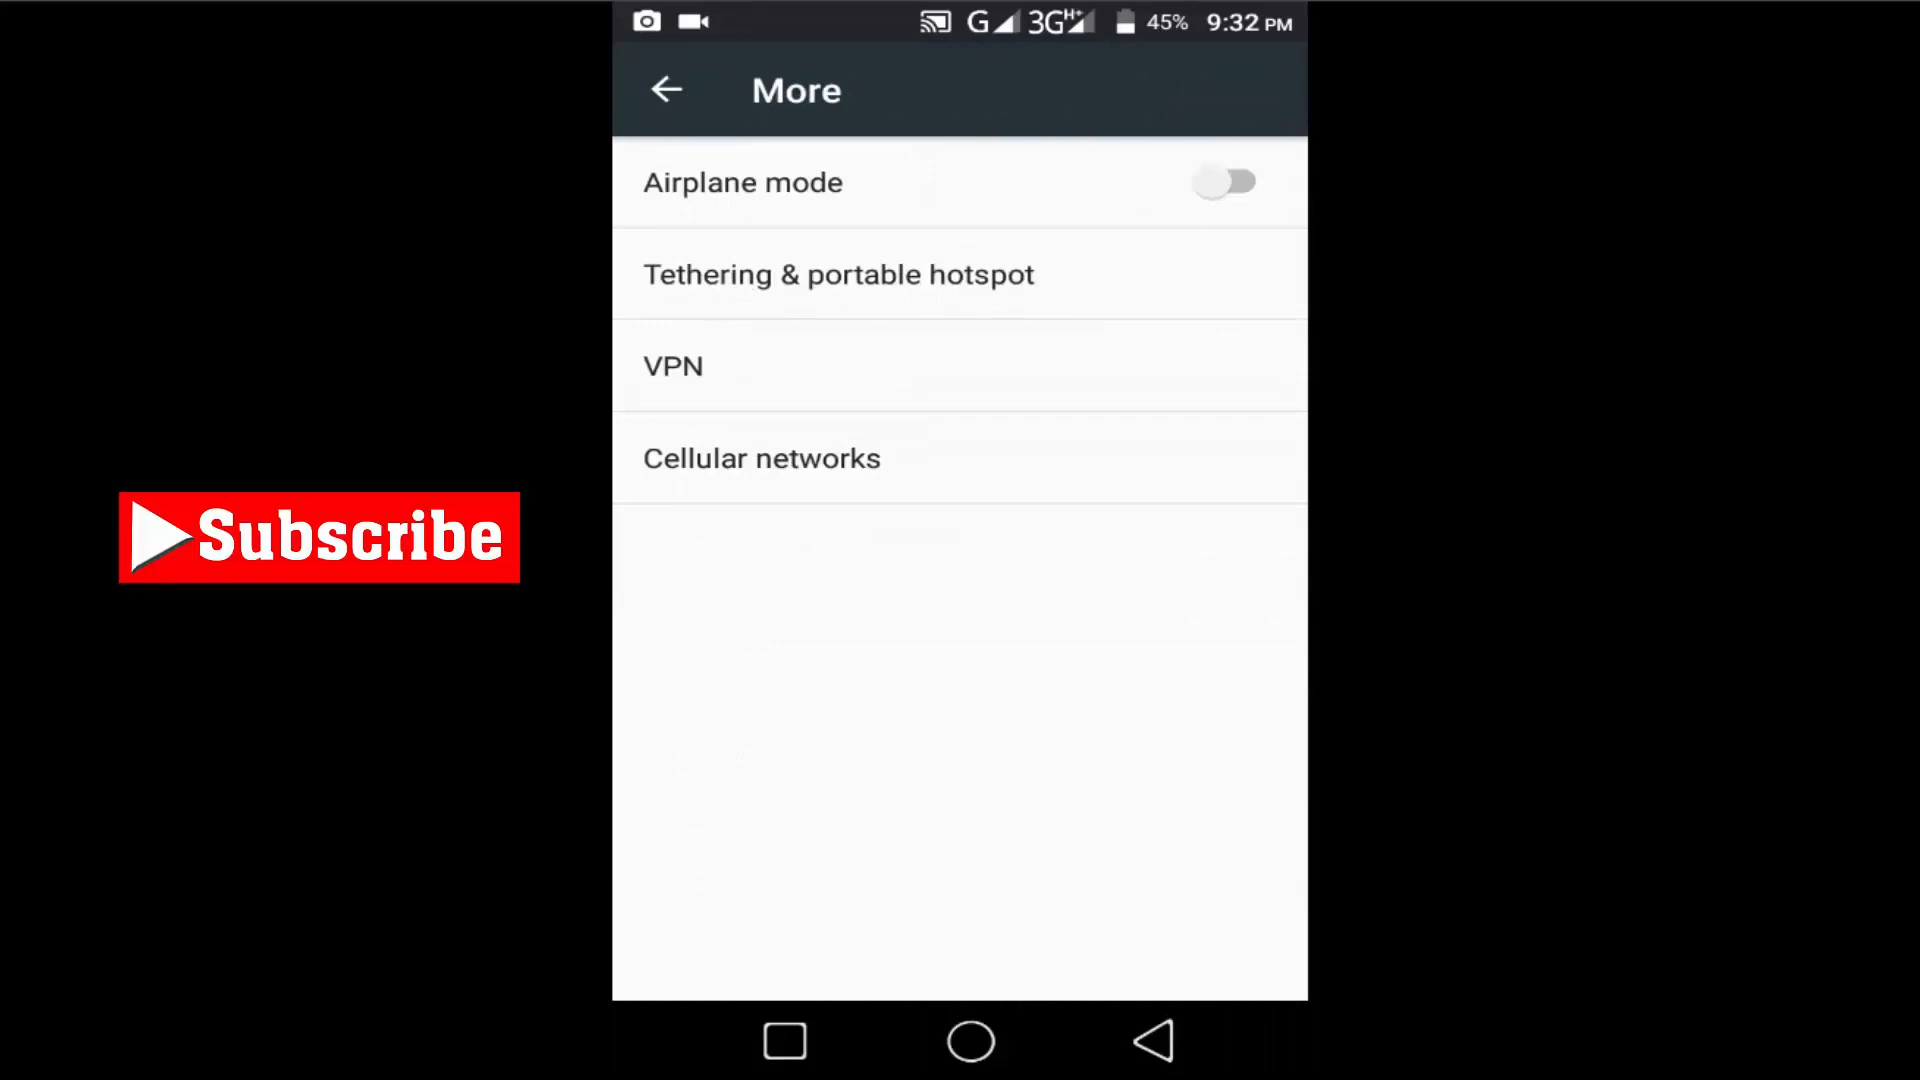 G 3G H+ 45% 9:32 PM
More
Airplane mode
Tethering & portable hotspot
VPN
Cellular networks
Subscribe